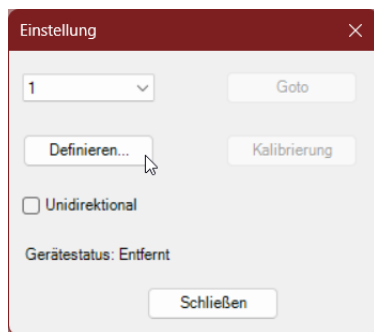 Einstellung
1
Goto
Definieren...
Kalibrierung
Unidirektional
Gerätestatus: Entfernt
Schließen